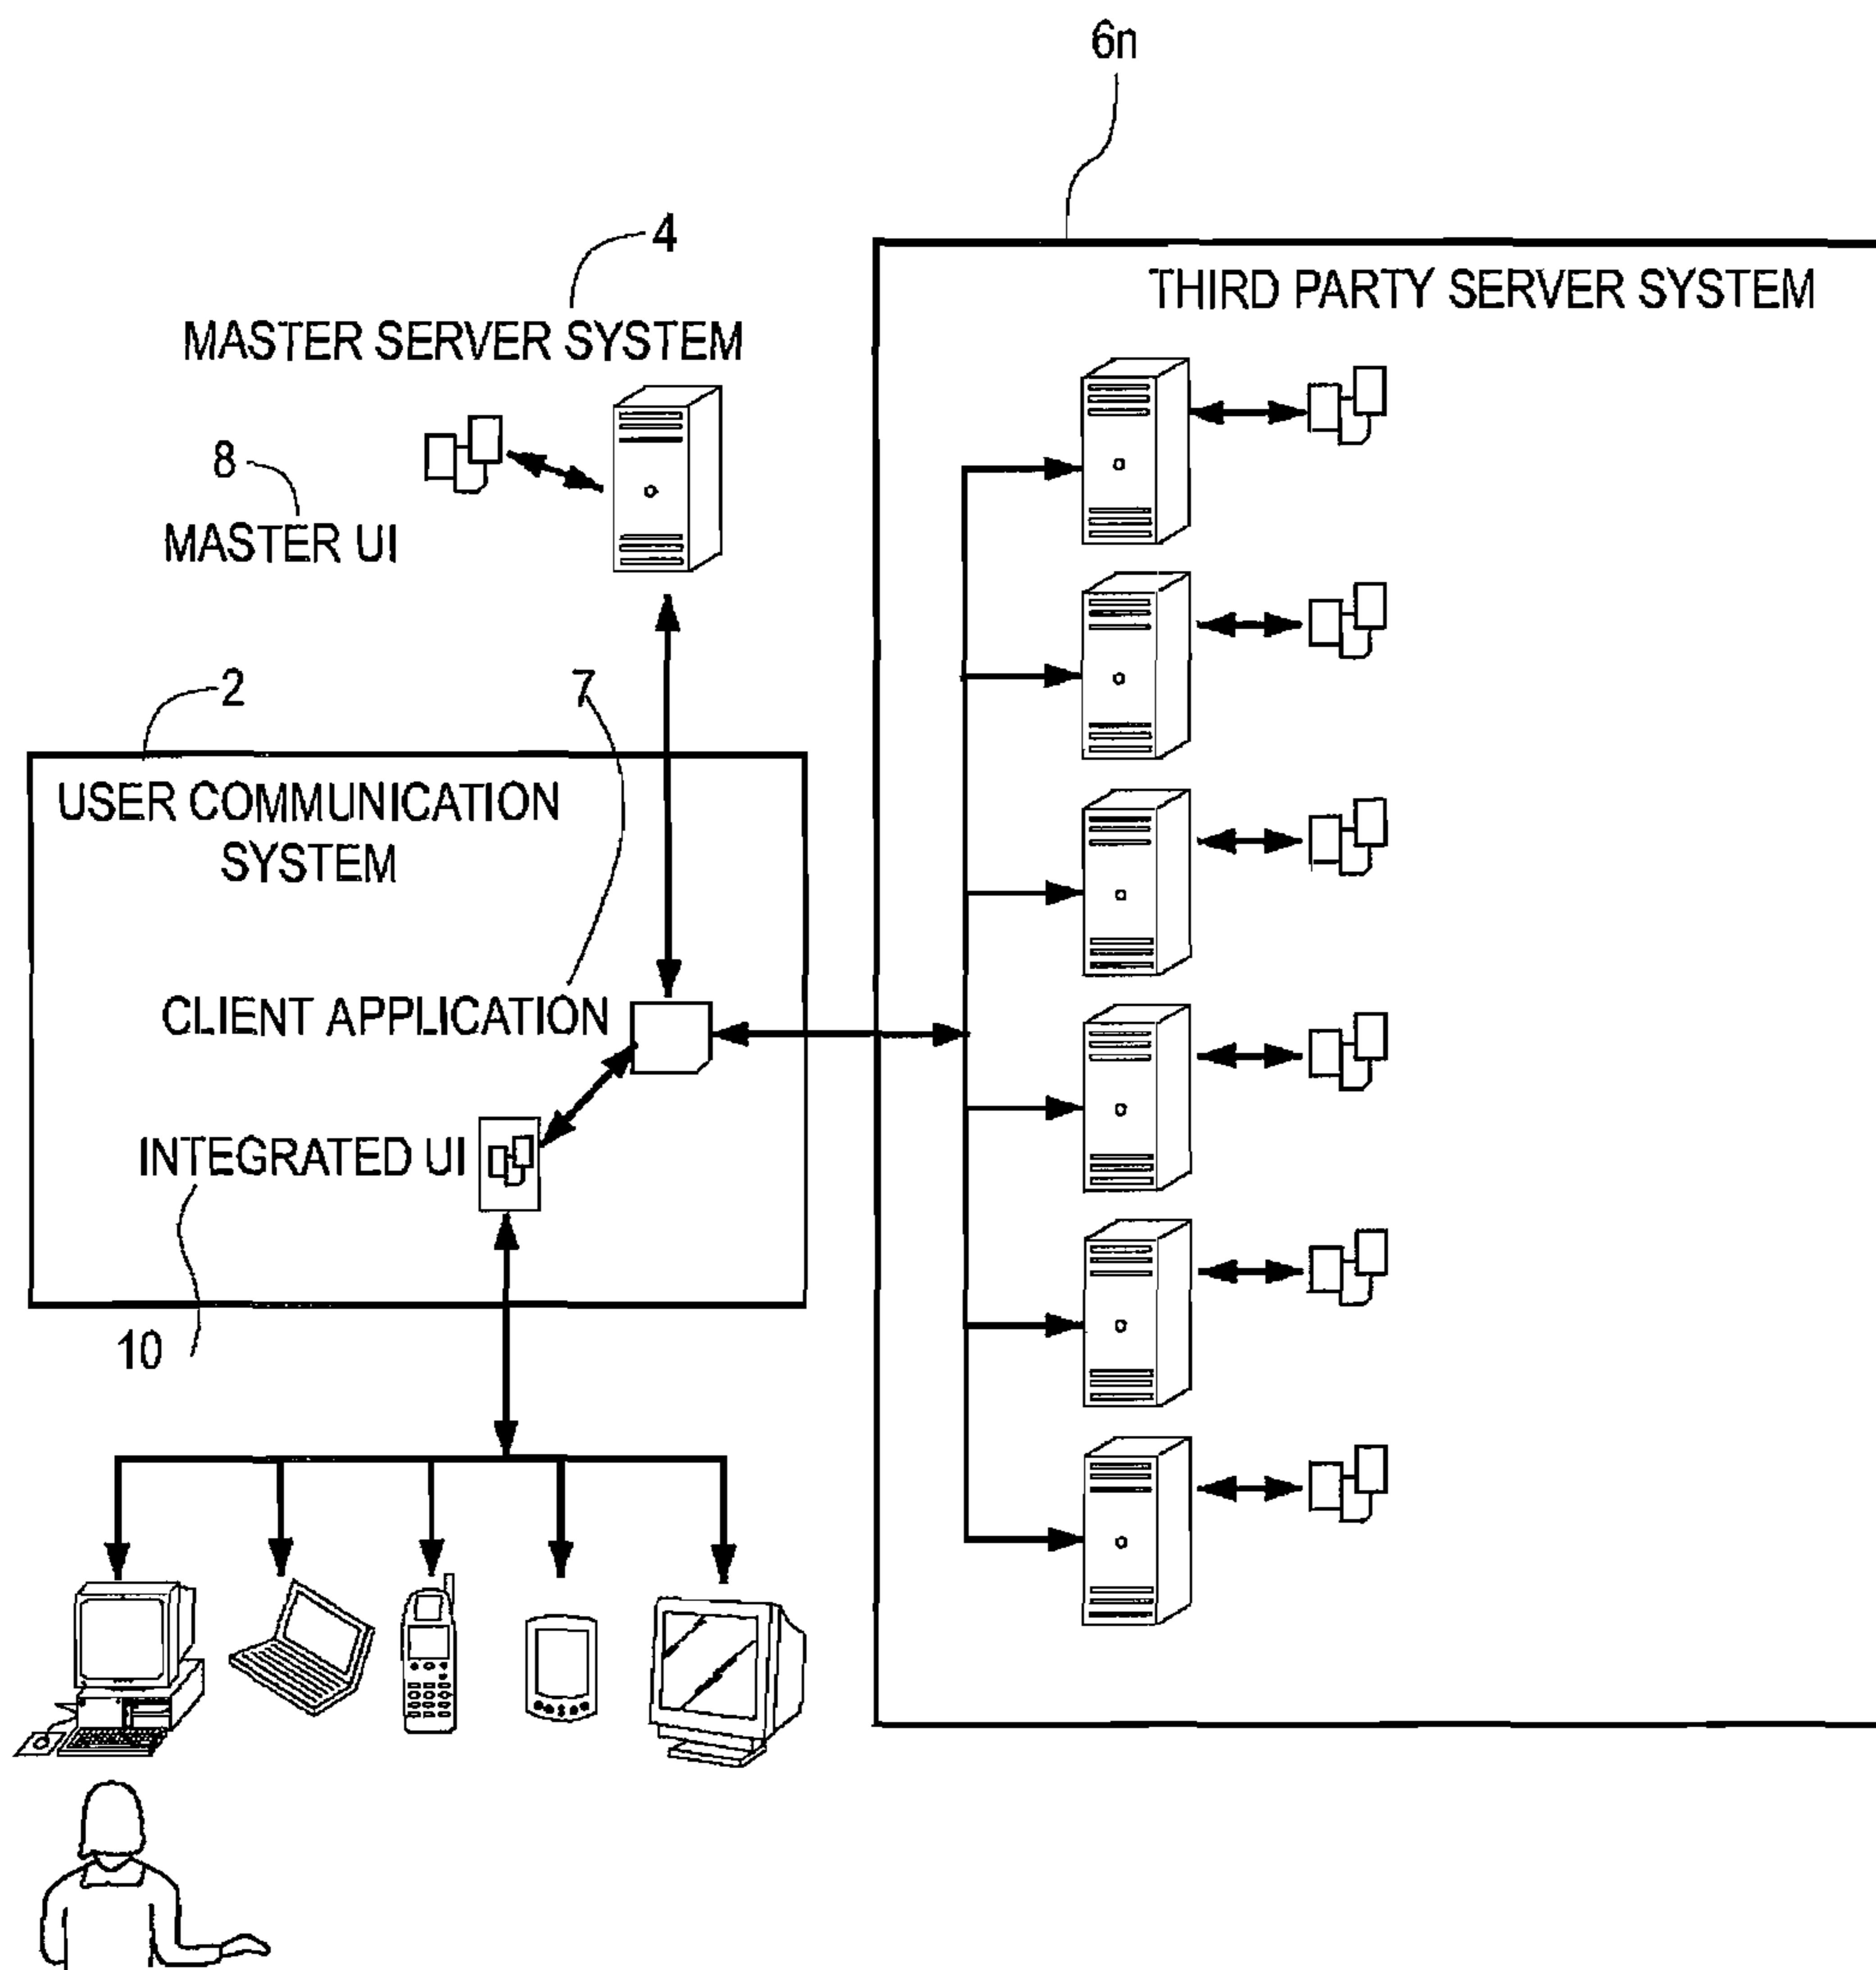 6n
4
THIRD PARTY SERVER SYSTEM
MASTER SERVER SYSTEM
8
MASTER UI
2
7
USER COMMUNICATION
SYSTEM
CLIENT APPLICATION
INTEGRATED UI
10